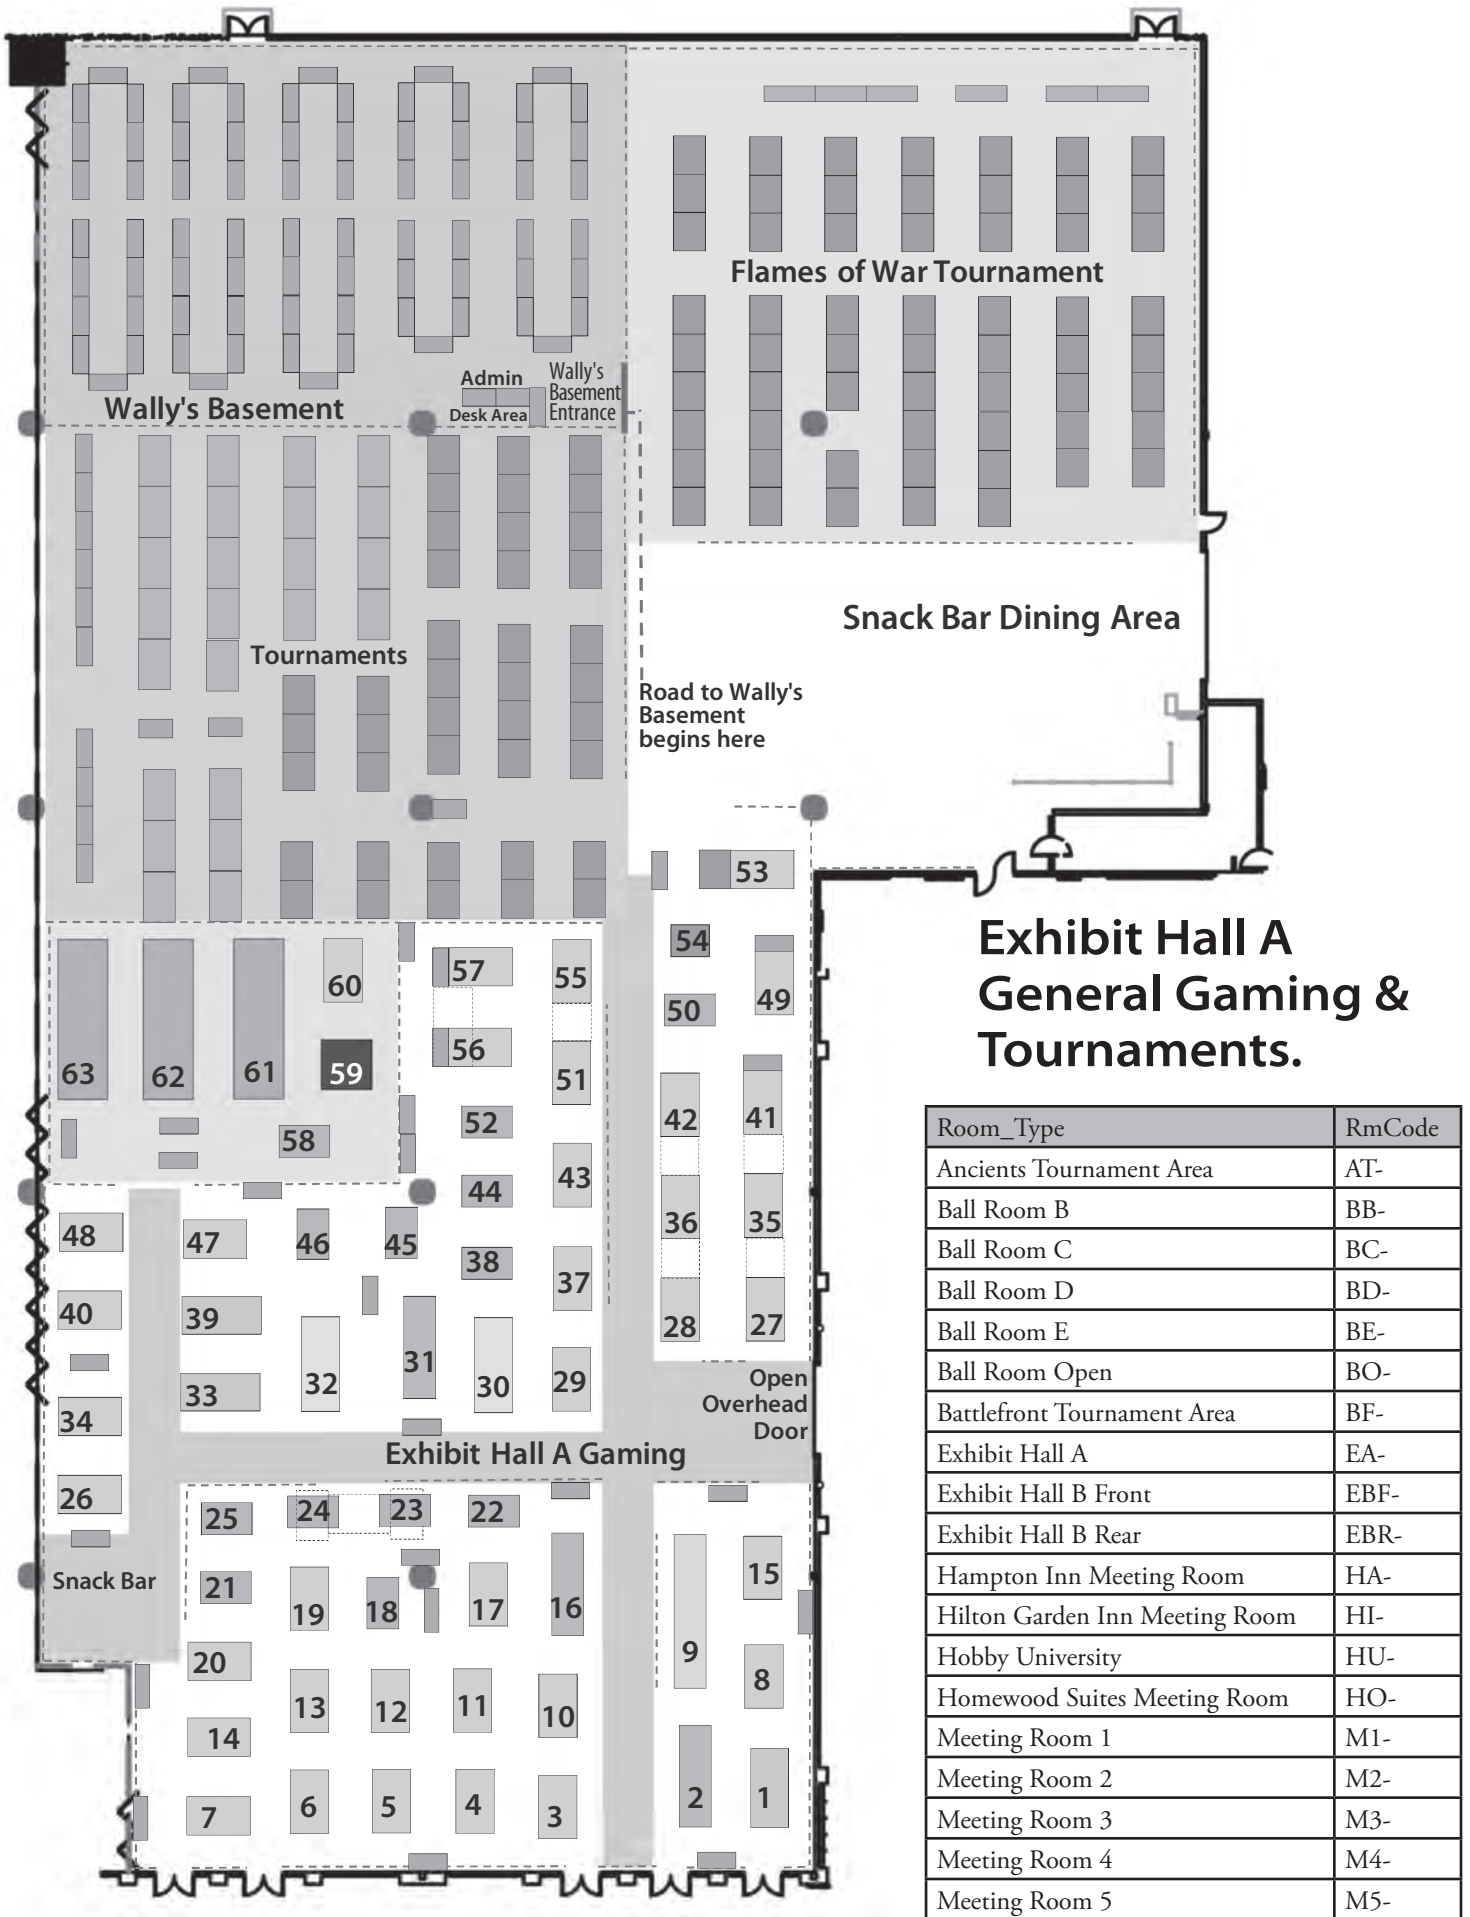 Flames of War Tournament
Admin
Desk Area
Wally's
Basement
Entrance
Wally's Basement
Snack Bar Dining Area
Tournaments
Road to Wally's
Basement
begins here
53
54
57
55
60
50
49
63
62
61
59
56
51
42
41
52
58
43
44
36
35
48
47
46
45
38
37
40
39
28
27
34
33
32
31
30
29
Open
Overhead
Door
Exhibit Hall A Gaming
26
25
24
23
22
Snack Bar
21
19
18
17
16
15
20
9
8
14
13
12
11
10
7
6
5
4
3
2
1
Exhibit Hall A
General Gaming &
Tournaments.
Room_Type RmCode
Ancients Tournament Area AT-
Ball Room B BB-
Ball Room C BC-
Ball Room D BD-
Ball Room E BE-
Ball Room Open BO-
Battlefront Tournament Area BF-
Exhibit Hall A EA-
Exhibit Hall B Front EBF-
Exhibit Hall B Rear EBR-
Hampton Inn Meeting Room HA-
Hilton Garden Inn Meeting Room HI-
Hobby University HU-
Homewood Suites Meeting Room HO-
Meeting Room 1 M1-
Meeting Room 2 M2-
Meeting Room 3 M3-
Meeting Room 4 M4-
Meeting Room 5 M5-